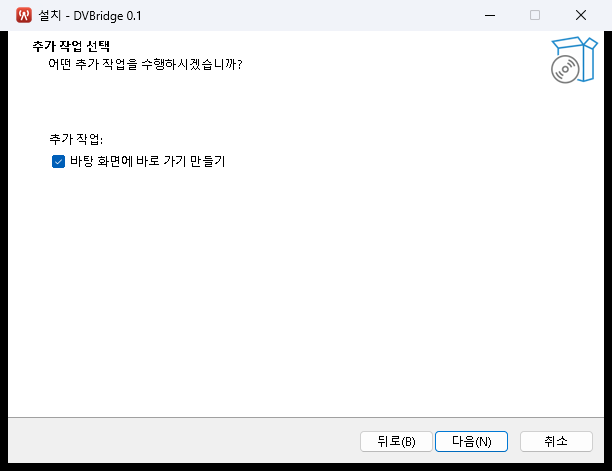 설치 - DVBridge 0.1
추가 작업 선택
어떤 추가 작업을 수행하시겠습니까?
추가 작업:
바탕 화면에 바로 가기 만들기
뒤로(B)
다음(N)
취소